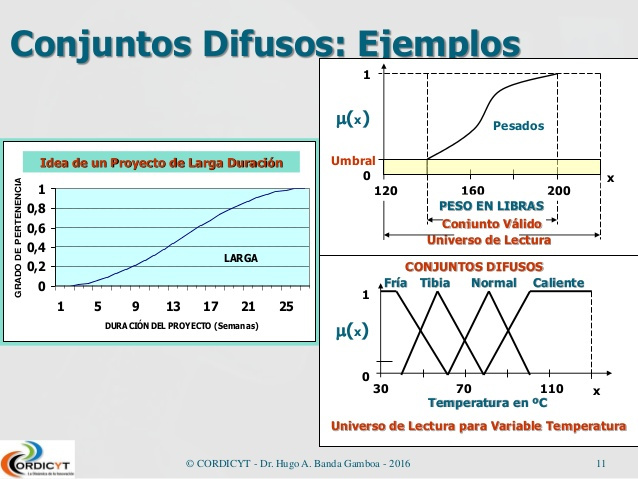 Conjuntos Difusos: Ejemplos
Idea de un Proyecto de Larga Duración
GRADO DE PERTENENCIA
1
0,8
0,6
0,4
0,2
0
LARGA
1 5 9 13 17 21 25
DURACIÓN DEL PROYECTO (Semanas)
1
μ(x)
Pesados
Umbral
0
x
120 160 200
PESO EN LIBRAS
Conjunto Válido
Universo de Lectura
CONJUNTOS DIFUSOS
Fría Tibia Normal Caliente
1
μ(x)
0
30 70 110 x
Temperatura en ºC
Universo de Lectura para Variable Temperatura
CORDICYT
© CORDICYT - Dr. Hugo A. Banda Gamboa - 2016
11